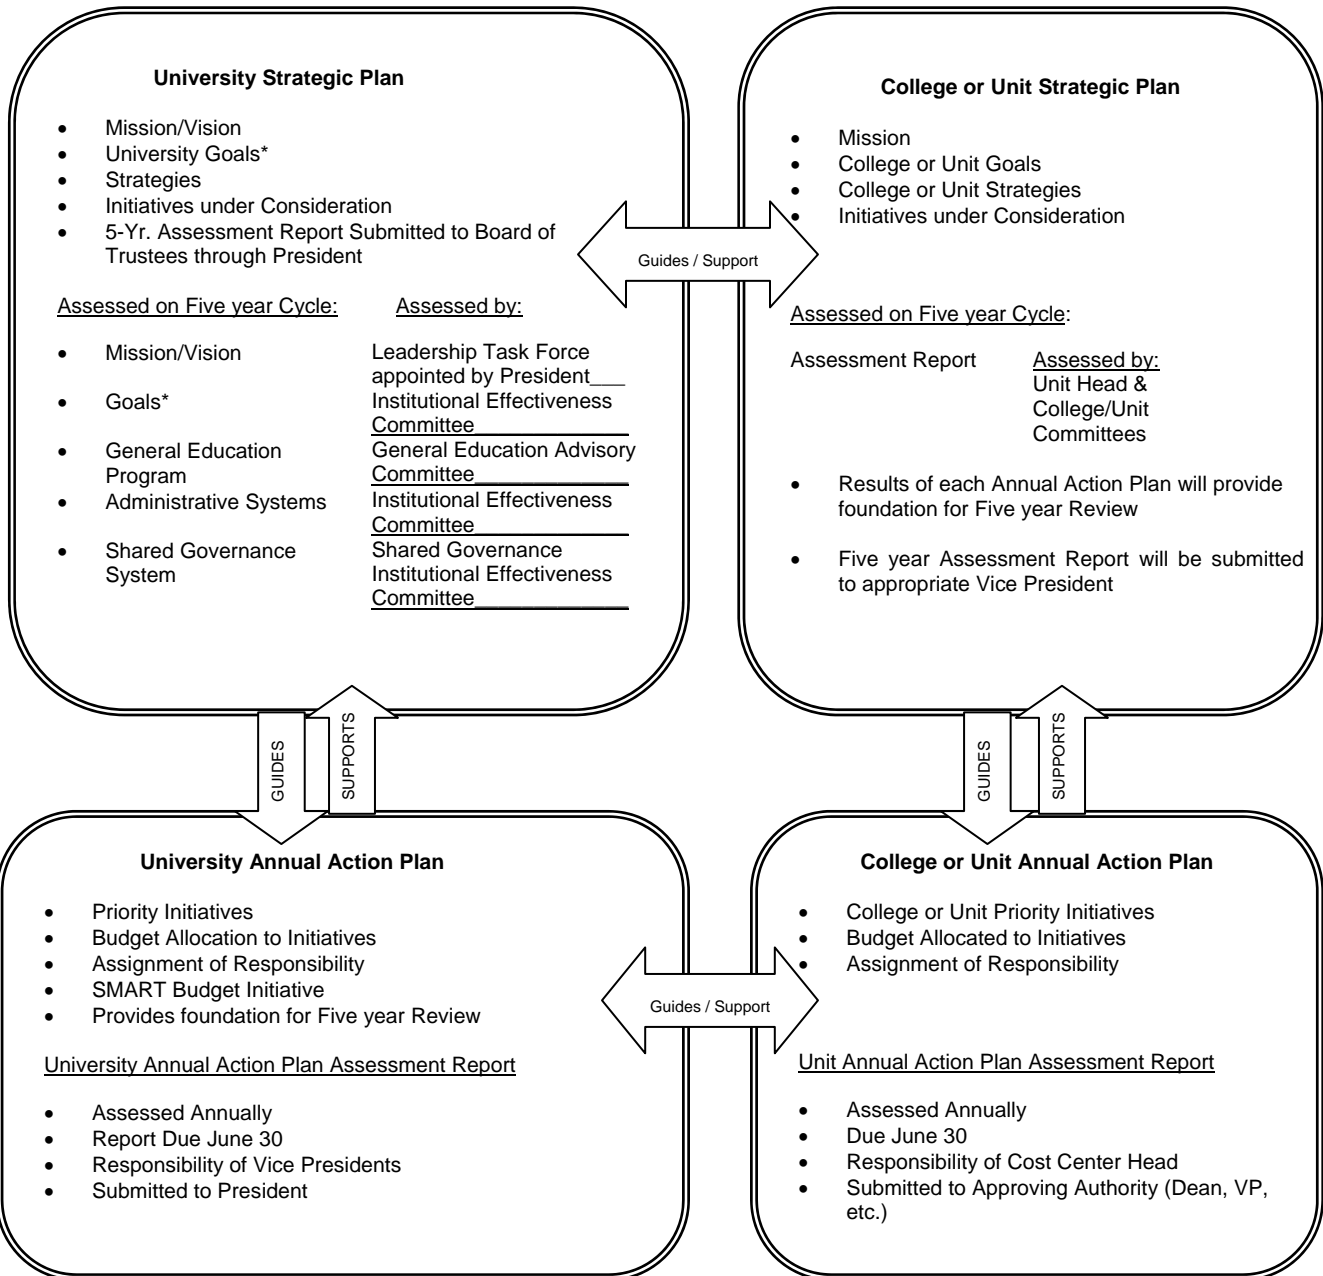 University Strategic Plan
• Mission/Vision
• University Goals*
• Strategies
• Initiatives under Consideration
• 5-Yr. Assessment Report Submitted to Board of
Trustees through President
Assessed on Five year Cycle: Assessed by:
• Mission/Vision Leadership Task Force
appointed by President___
• Goals* Institutional Effectiveness
Committee______________
• General Education General Education Advisory
Program Committee______________
• Administrative Systems Institutional Effectiveness
Committee______________
• Shared Governance Shared Governance
System Institutional Effectiveness
Committee______________
Guides / Support
College or Unit Strategic Plan
• Mission
• College or Unit Goals
• College or Unit Strategies
• Initiatives under Consideration
Assessed on Five year Cycle:
Assessment Report Assessed by:
Unit Head &
College/Unit
Committees
• Results of each Annual Action Plan will provide
foundation for Five year Review
• Five year Assessment Report will be submitted
to appropriate Vice President
GUIDES
SUPPORTS
GUIDES
SUPPORTS
University Annual Action Plan
• Priority Initiatives
• Budget Allocation to Initiatives
• Assignment of Responsibility
• SMART Budget Initiative
• Provides foundation for Five year Review
University Annual Action Plan Assessment Report
• Assessed Annually
• Report Due June 30
• Responsibility of Vice Presidents
• Submitted to President
Guides / Support
College or Unit Annual Action Plan
• College or Unit Priority Initiatives
• Budget Allocated to Initiatives
• Assignment of Responsibility
Unit Annual Action Plan Assessment Report
• Assessed Annually
• Due June 30
• Responsibility of Cost Center Head
• Submitted to Approving Authority (Dean, VP,
etc.)